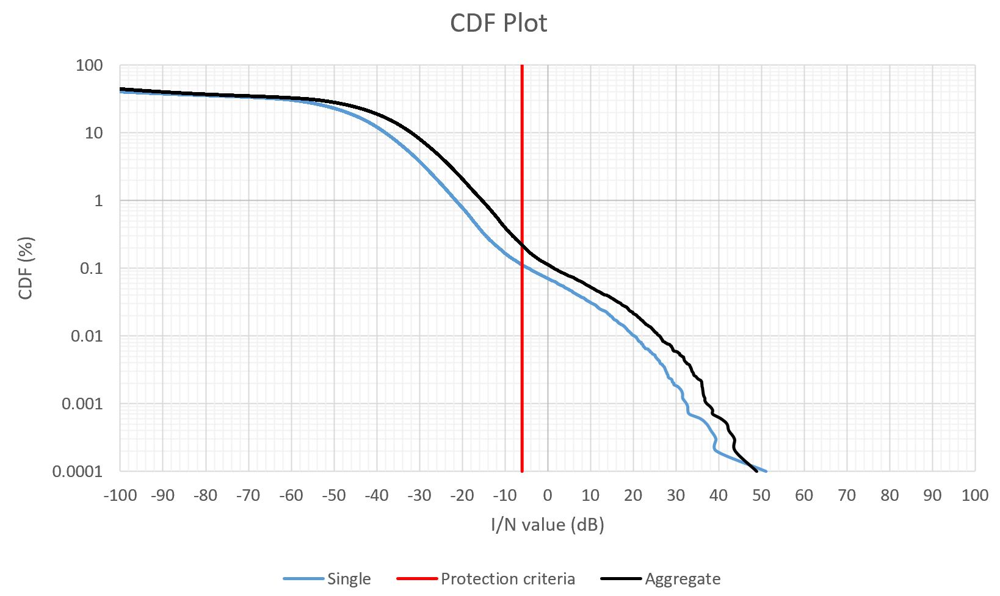 CDF Plot
100
10
1
0.1
0.01
0.001
0.0001
CDF (%)
-100 -90 -80 -70 -60 -50 -40 -30 -20 -10 0 10 20 30 40 50 60 70 80 90 100
I/N value (dB)
Single Protection criteria Aggregate